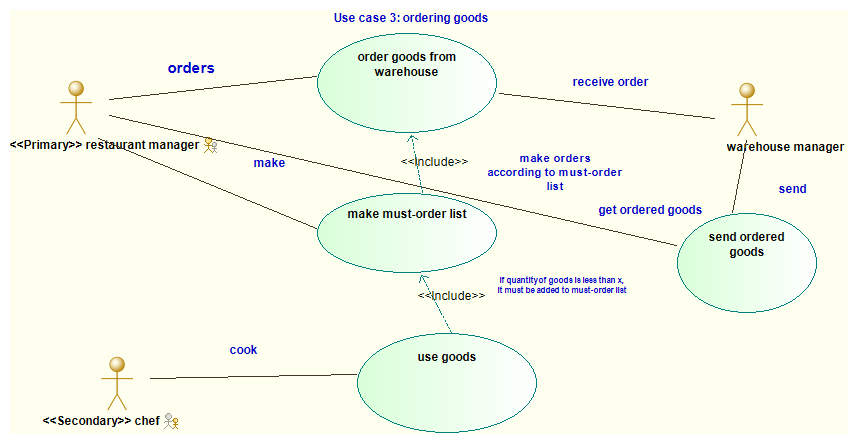 Use case 3: ordering goods
order goods from
warehouse
orders
receive order
<<Primary>> restaurant manager
warehouse manager
<<Include>>
make
make orders
according to must-order
list
send
make must-order list
get ordered goods
send ordered
goods
If quantity of goods is less than x,
it must be added to must-order list
<<Include>>
cook
use goods
<<Secondary>> chef